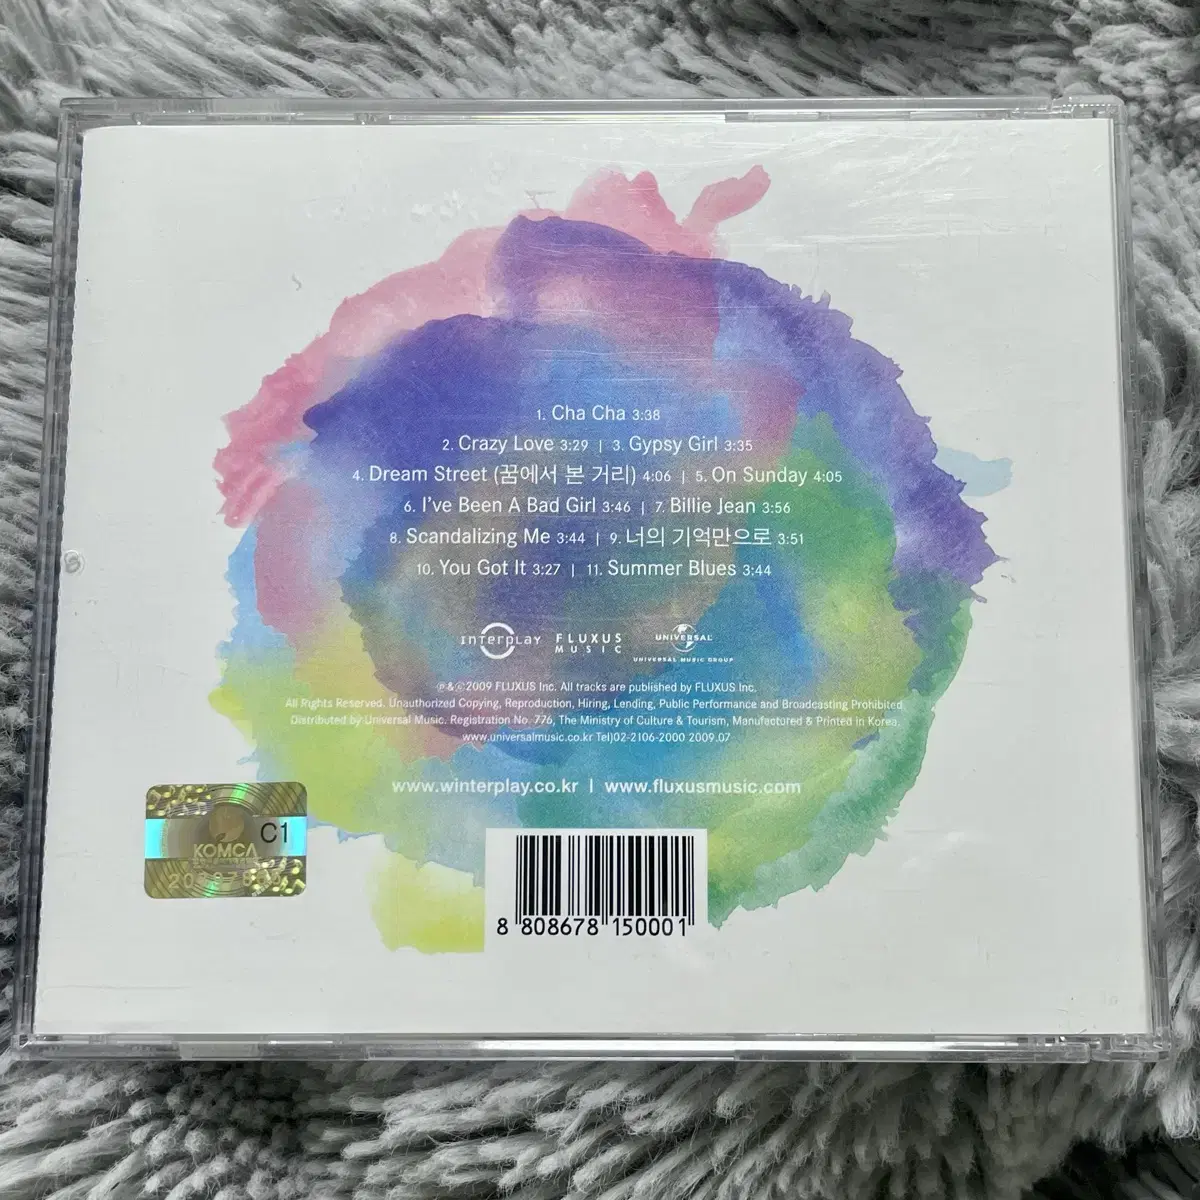 1. Cha Cha 3:38
2. Crazy Love 3:29 | 3. Gypsy Girl 3:35
4. Dream Street (꿈에서 본 거리) 4:06 | 5. On Sunday 4:05
6. I've Been A Bad Girl 3:46 | 7. Billie Jean 3:56
8. Scandalizing Me 3:44 | 9. 너의 기억만으로 3:51
10. You Got It 3:27 | 11. Summer Blues 3:44
interplay FLUXUS MUSIC UNIVERSAL
UNIVERSAL MUSIC GROUP
℗&©2009 FLUXUS Inc. All tracks are published by FLUXUS Inc.
All Rights Reserved. Unauthorized Copying, Reproduction, Hiring, Lending, Public Performance and Broadcasting Prohibited.
Distributed by Universal Music. Registration No. 776, The Ministry of Culture & Tourism, Manufactured & Printed in Korea.
www.universalmusic.co.kr Tel)02-2106-2000 2009.07
www.winterplay.co.kr | www.fluxusmusic.com
C1
KOMCA
8 808678 150001